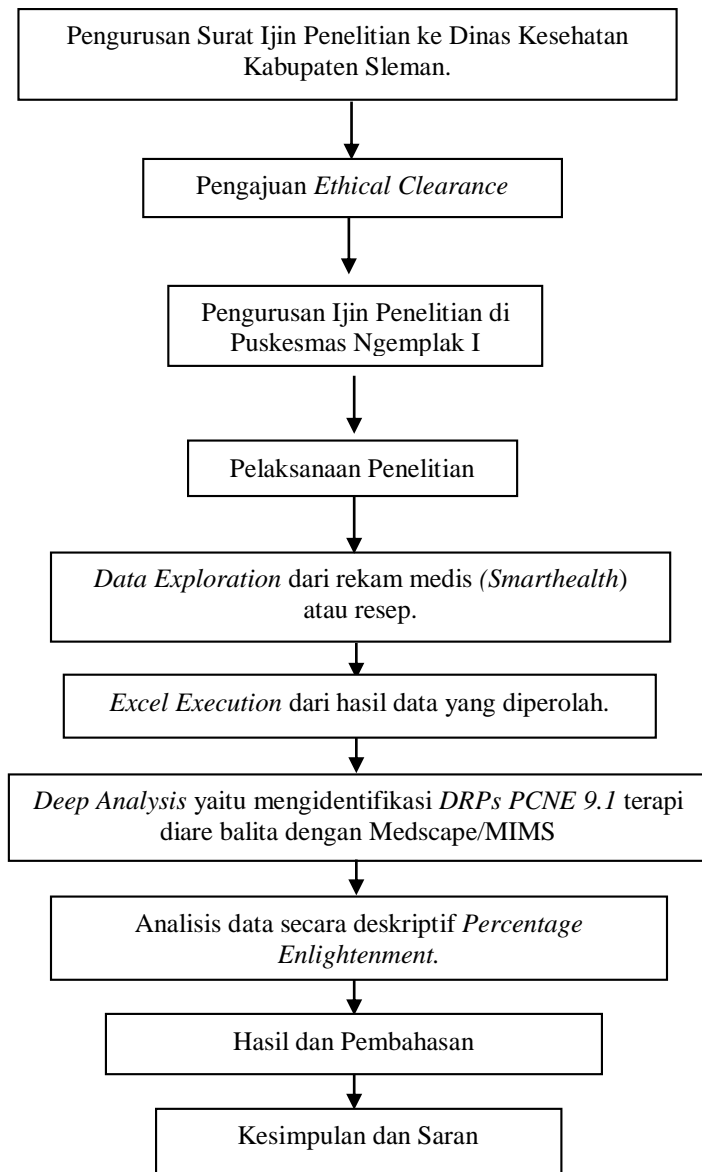 Pengurusan Surat Ijin Penelitian ke Dinas Kesehatan
Kabupaten Sleman.
Pengajuan Ethical Clearance
Pengurusan Ijin Penelitian di
Puskesmas Ngemplak I
Pelaksanaan Penelitian
Data Exploration dari rekam medis (Smarthealth)
atau resep.
Excel Execution dari hasil data yang diperolah.
Deep Analysis yaitu mengidentifikasi DRPs PCNE 9.1 terapi
diare balita dengan Medscape/MIMS
Analisis data secara deskriptif Percentage
Enlightenment.
Hasil dan Pembahasan
Kesimpulan dan Saran